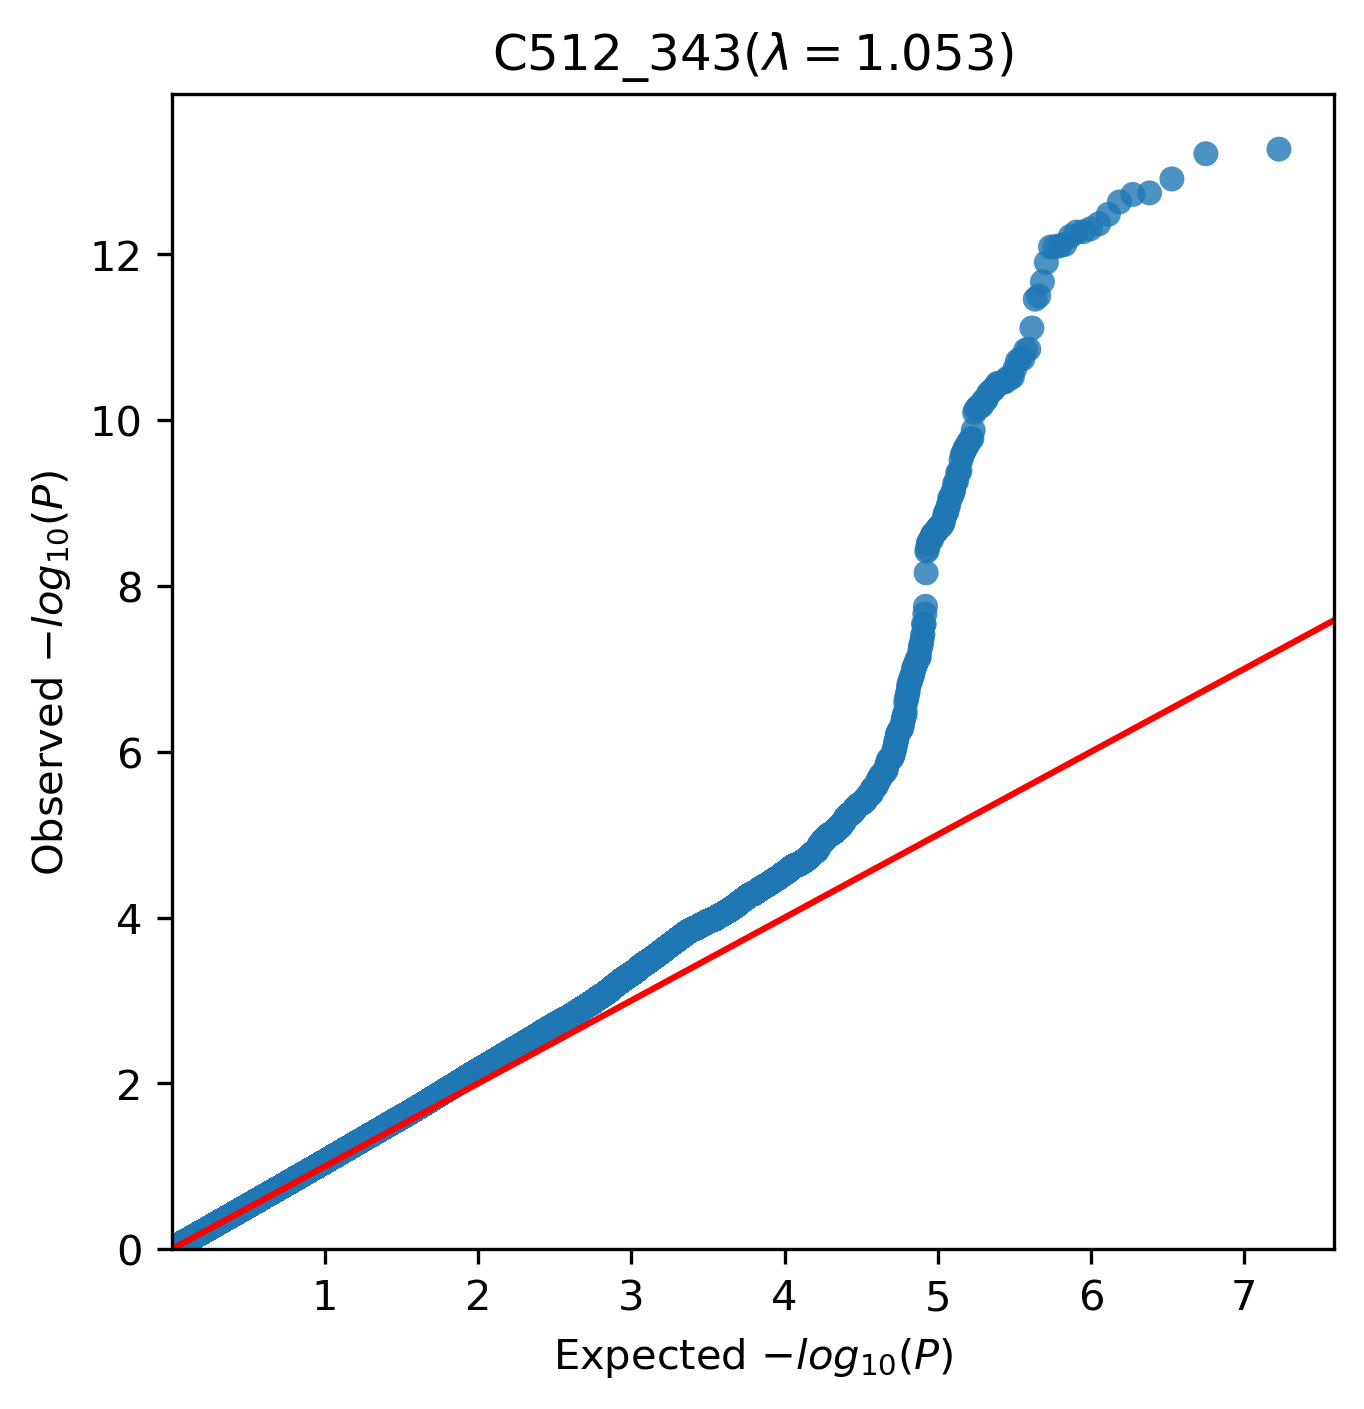 C512_343(λ = 1.053)
12
10
8
6
4
2
0
Observed −log₁₀(P)
1 2 3 4 5 6 7
Expected −log₁₀(P)